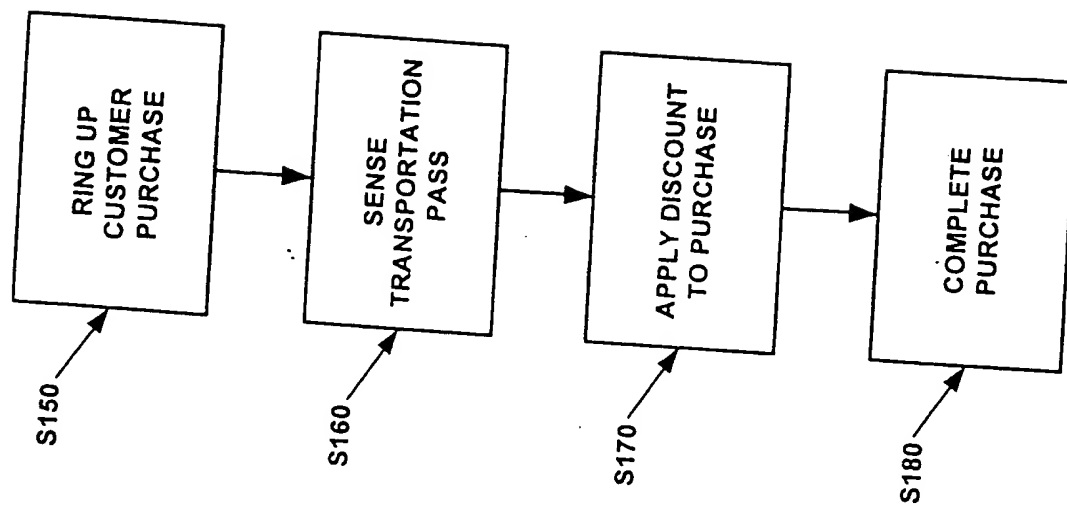 RING UP
CUSTOMER
PURCHASE
S150
SENSE
TRANSPORTATION
PASS
S160
APPLY DISCOUNT
TO PURCHASE
S170
COMPLETE
PURCHASE
S180